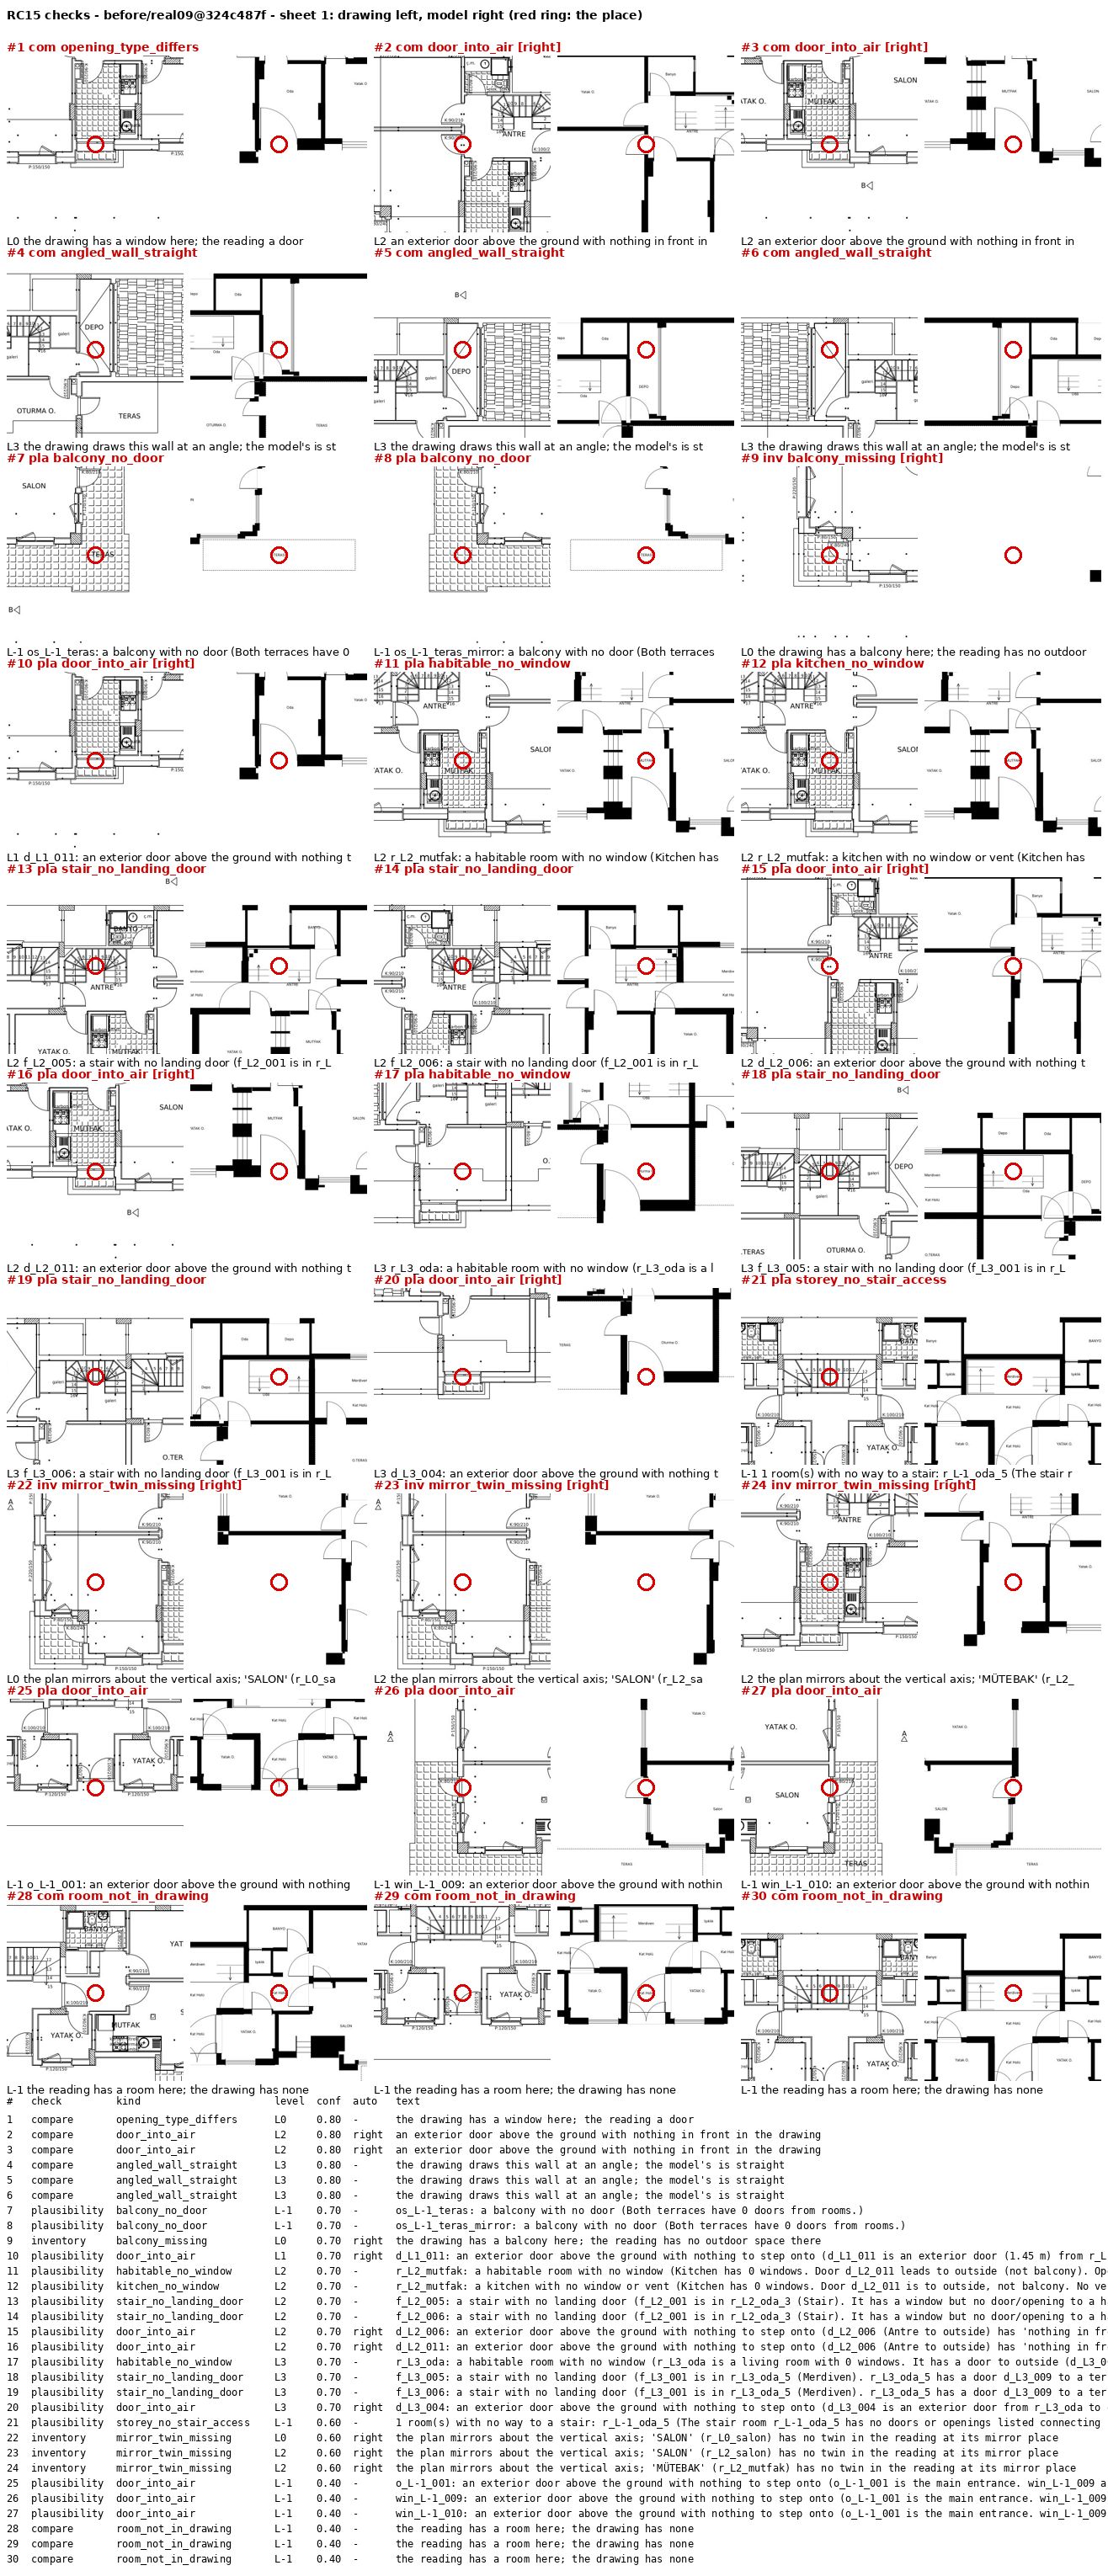 RC15 checks - before/real09@324c487f - sheet 1: drawing left, model right (red ring: the place)
#1 com opening_type_differs
#2 com door_into_air [right]
#3 com door_into_air [right]
SALON
MUTFAK
ANTRE
L0 the drawing has a window here; the reading a door
L2 an exterior door above the ground with nothing in front in
L2 an exterior door above the ground with nothing in front in
#4 com angled_wall_straight
#5 com angled_wall_straight
#6 com angled_wall_straight
DEPO
galeri
OTURMA O.
TERAS
L3 the drawing draws this wall at an angle; the model's is st
L3 the drawing draws this wall at an angle; the model's is st
L3 the drawing draws this wall at an angle; the model's is st
#7 pla balcony_no_door
#8 pla balcony_no_door
#9 inv balcony_missing [right]
SALON
TERAS
L-1 os_L-1_teras: a balcony with no door (Both terraces have 0
L-1 os_L-1_teras_mirror: a balcony with no door (Both terraces
L0 the drawing has a balcony here; the reading has no outdoor
#10 pla door_into_air [right]
#11 pla habitable_no_window
#12 pla kitchen_no_window
ANTRE
MUTFAK
L1 d_L1_011: an exterior door above the ground with nothing t
L2 r_L2_mutfak: a habitable room with no window (Kitchen has
L2 r_L2_mutfak: a kitchen with no window or vent (Kitchen has
#13 pla stair_no_landing_door
#14 pla stair_no_landing_door
#15 pla door_into_air [right]
BANYO
ANTRE
YATAK O.
L2 f_L2_005: a stair with no landing door (f_L2_001 is in r_L
L2 f_L2_006: a stair with no landing door (f_L2_001 is in r_L
L2 d_L2_006: an exterior door above the ground with nothing t
#16 pla door_into_air [right]
#17 pla habitable_no_window
#18 pla stair_no_landing_door
SALON
MUTFAK
galeri
DEPO
OTURMA O.
L2 d_L2_011: an exterior door above the ground with nothing t
L3 r_L3_oda: a habitable room with no window (r_L3_oda is a l
L3 f_L3_005: a stair with no landing door (f_L3_001 is in r_L
#19 pla stair_no_landing_door
#20 pla door_into_air [right]
#21 pla storey_no_stair_access
galeri
YATAK O.
L3 f_L3_006: a stair with no landing door (f_L3_001 is in r_L
L3 d_L3_004: an exterior door above the ground with nothing t
L-1 1 room(s) with no way to a stair: r_L-1_oda_5 (The stair r
#22 inv mirror_twin_missing [right]
#23 inv mirror_twin_missing [right]
#24 inv mirror_twin_missing [right]
ANTRE
L0 the plan mirrors about the vertical axis; 'SALON' (r_L0_sa
L2 the plan mirrors about the vertical axis; 'SALON' (r_L2_sa
L2 the plan mirrors about the vertical axis; 'MÜTEBAK' (r_L2_
#25 pla door_into_air
#26 pla door_into_air
#27 pla door_into_air
YATAK O.
YATAK O.
SALON
TERAS
L-1 o_L-1_001: an exterior door above the ground with nothing
L-1 win_L-1_009: an exterior door above the ground with nothin
L-1 win_L-1_010: an exterior door above the ground with nothin
#28 com room_not_in_drawing
#29 com room_not_in_drawing
#30 com room_not_in_drawing
BANYO
YATAK O.
MUTFAK
YATAK O.
YATAK O.
L-1 the reading has a room here; the drawing has none
L-1 the reading has a room here; the drawing has none
L-1 the reading has a room here; the drawing has none
# check kind level conf auto text
1 compare opening_type_differs L0 0.80 - the drawing has a window here; the reading a door
2 compare door_into_air L2 0.80 right an exterior door above the ground with nothing in front in the drawing
3 compare door_into_air L2 0.80 right an exterior door above the ground with nothing in front in the drawing
4 compare angled_wall_straight L3 0.80 - the drawing draws this wall at an angle; the model's is straight
5 compare angled_wall_straight L3 0.80 - the drawing draws this wall at an angle; the model's is straight
6 compare angled_wall_straight L3 0.80 - the drawing draws this wall at an angle; the model's is straight
7 plausibility balcony_no_door L-1 0.70 - os_L-1_teras: a balcony with no door (Both terraces have 0 doors from rooms.)
8 plausibility balcony_no_door L-1 0.70 - os_L-1_teras_mirror: a balcony with no door (Both terraces have 0 doors from rooms.)
9 inventory balcony_missing L0 0.70 right the drawing has a balcony here; the reading has no outdoor space there
10 plausibility door_into_air L1 0.70 right d_L1_011: an exterior door above the ground with nothing to step onto (d_L1_011 is an exterior door (1.45 m) from r_L
11 plausibility habitable_no_window L2 0.70 - r_L2_mutfak: a habitable room with no window (Kitchen has 0 windows. Door d_L2_011 leads to outside (not balcony). Op
12 plausibility kitchen_no_window L2 0.70 - r_L2_mutfak: a kitchen with no window or vent (Kitchen has 0 windows. Door d_L2_011 is to outside, not balcony. No ve
13 plausibility stair_no_landing_door L2 0.70 - f_L2_005: a stair with no landing door (f_L2_001 is in r_L2_oda_3 (Stair). It has a window but no door/opening to a h
14 plausibility stair_no_landing_door L2 0.70 - f_L2_006: a stair with no landing door (f_L2_001 is in r_L2_oda_3 (Stair). It has a window but no door/opening to a h
15 plausibility door_into_air L2 0.70 right d_L2_006: an exterior door above the ground with nothing to step onto (d_L2_006 (Antre to outside) has 'nothing in fr
16 plausibility door_into_air L2 0.70 right d_L2_011: an exterior door above the ground with nothing to step onto (d_L2_006 (Antre to outside) has 'nothing in fr
17 plausibility habitable_no_window L3 0.70 - r_L3_oda: a habitable room with no window (r_L3_oda is a living room with 0 windows. It has a door to outside (d_L3_0
18 plausibility stair_no_landing_door L3 0.70 - f_L3_005: a stair with no landing door (f_L3_001 is in r_L3_oda_5 (Merdiven). r_L3_oda_5 has a door d_L3_009 to a ter
19 plausibility stair_no_landing_door L3 0.70 - f_L3_006: a stair with no landing door (f_L3_001 is in r_L3_oda_5 (Merdiven). r_L3_oda_5 has a door d_L3_009 to a ter
20 plausibility door_into_air L3 0.70 right d_L3_004: an exterior door above the ground with nothing to step onto (d_L3_004 is an exterior door from r_L3_oda to
21 plausibility storey_no_stair_access L-1 0.60 - 1 room(s) with no way to a stair: r_L-1_oda_5 (The stair room r_L-1_oda_5 has no doors or openings listed connecting
22 inventory mirror_twin_missing L0 0.60 right the plan mirrors about the vertical axis; 'SALON' (r_L0_salon) has no twin in the reading at its mirror place
23 inventory mirror_twin_missing L2 0.60 right the plan mirrors about the vertical axis; 'SALON' (r_L2_salon) has no twin in the reading at its mirror place
24 inventory mirror_twin_missing L2 0.60 right the plan mirrors about the vertical axis; 'MÜTEBAK' (r_L2_mutfak) has no twin in the reading at its mirror place
25 plausibility door_into_air L-1 0.40 - o_L-1_001: an exterior door above the ground with nothing to step onto (o_L-1_001 is the main entrance. win_L-1_009 a
26 plausibility door_into_air L-1 0.40 - win_L-1_009: an exterior door above the ground with nothing to step onto (o_L-1_001 is the main entrance. win_L-1_009
27 plausibility door_into_air L-1 0.40 - win_L-1_010: an exterior door above the ground with nothing to step onto (o_L-1_001 is the main entrance. win_L-1_009
28 compare room_not_in_drawing L-1 0.40 - the reading has a room here; the drawing has none
29 compare room_not_in_drawing L-1 0.40 - the reading has a room here; the drawing has none
30 compare room_not_in_drawing L-1 0.40 - the reading has a room here; the drawing has none